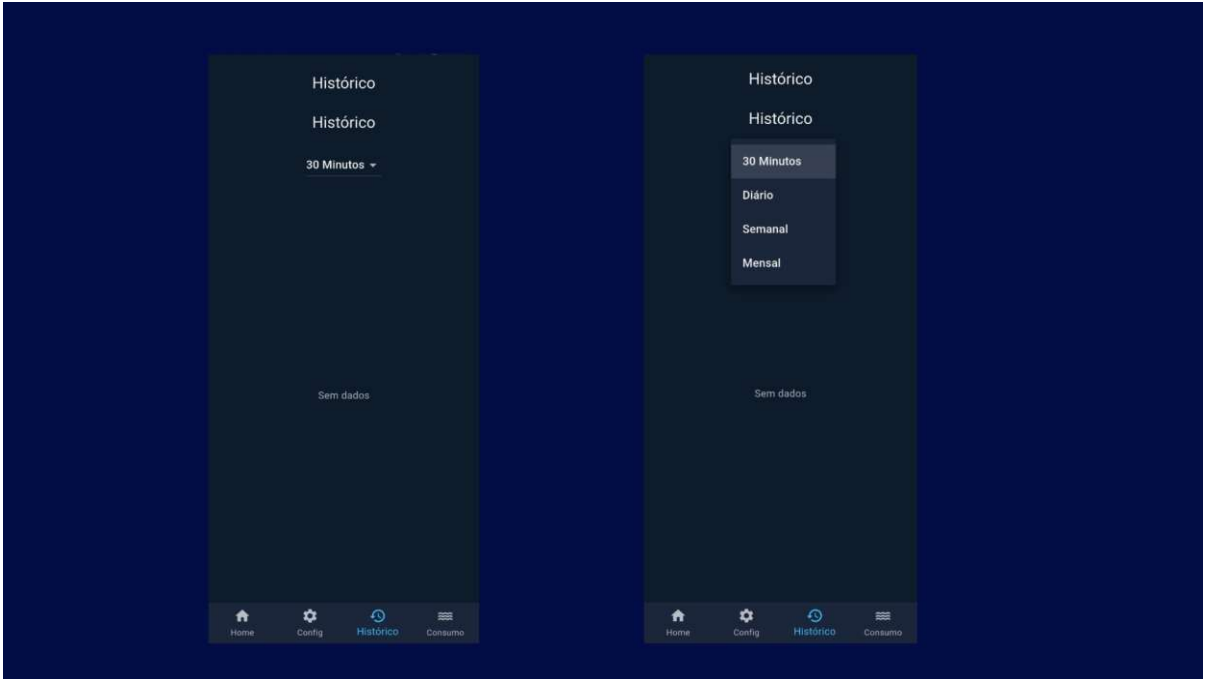 Histórico
Histórico
30 Minutos
Sem dados
Home Config Histórico Consumo
Histórico
Histórico
30 Minutos
Diário
Semanal
Mensal
Sem dados
Home Config Histórico Consumo